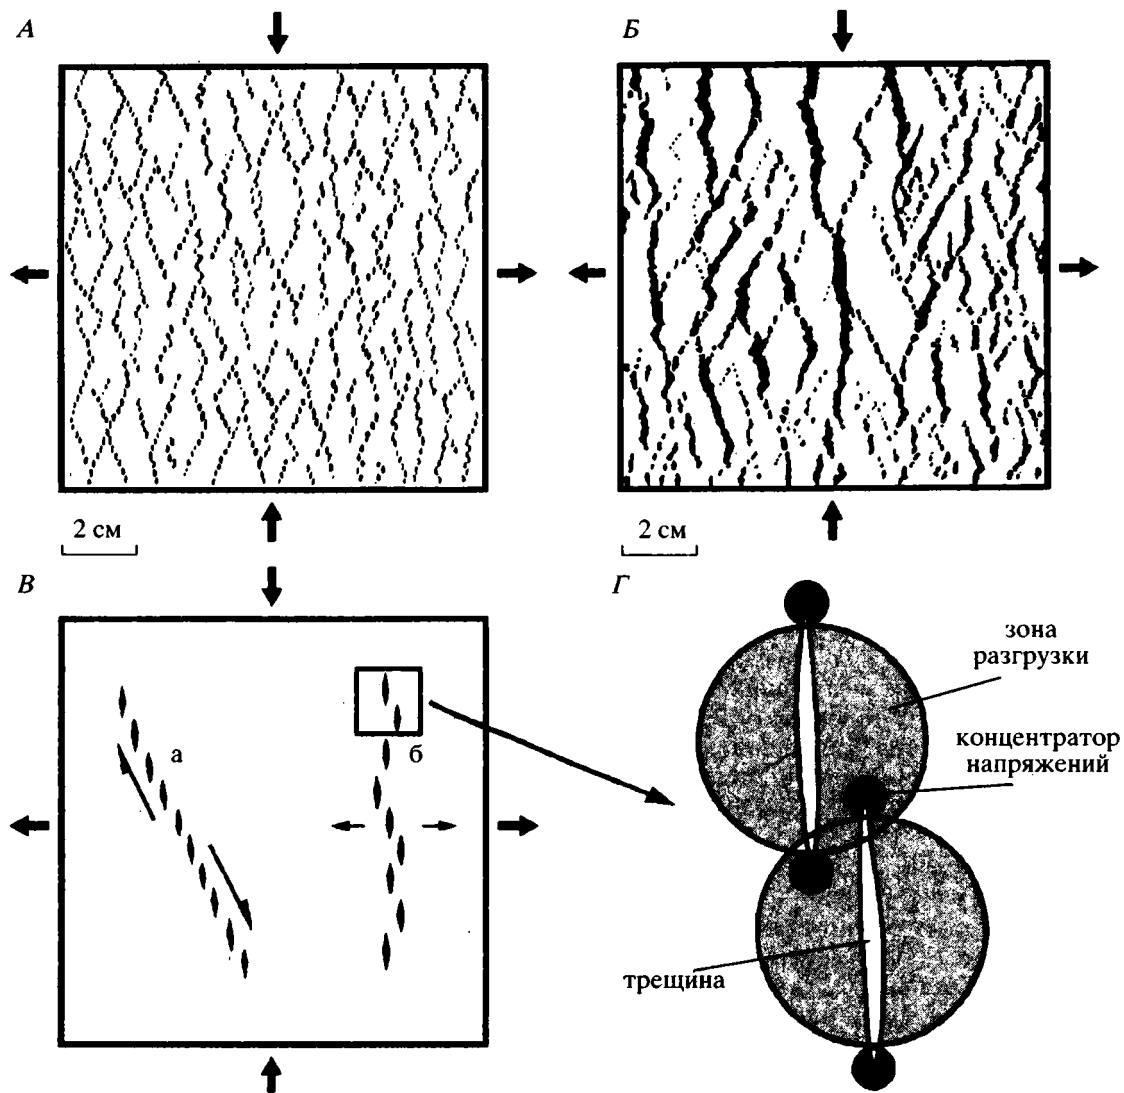 А
Б
2 см
2 см
В
Г
а
б
зона
разгрузки
концентратор
напряжений
трещина